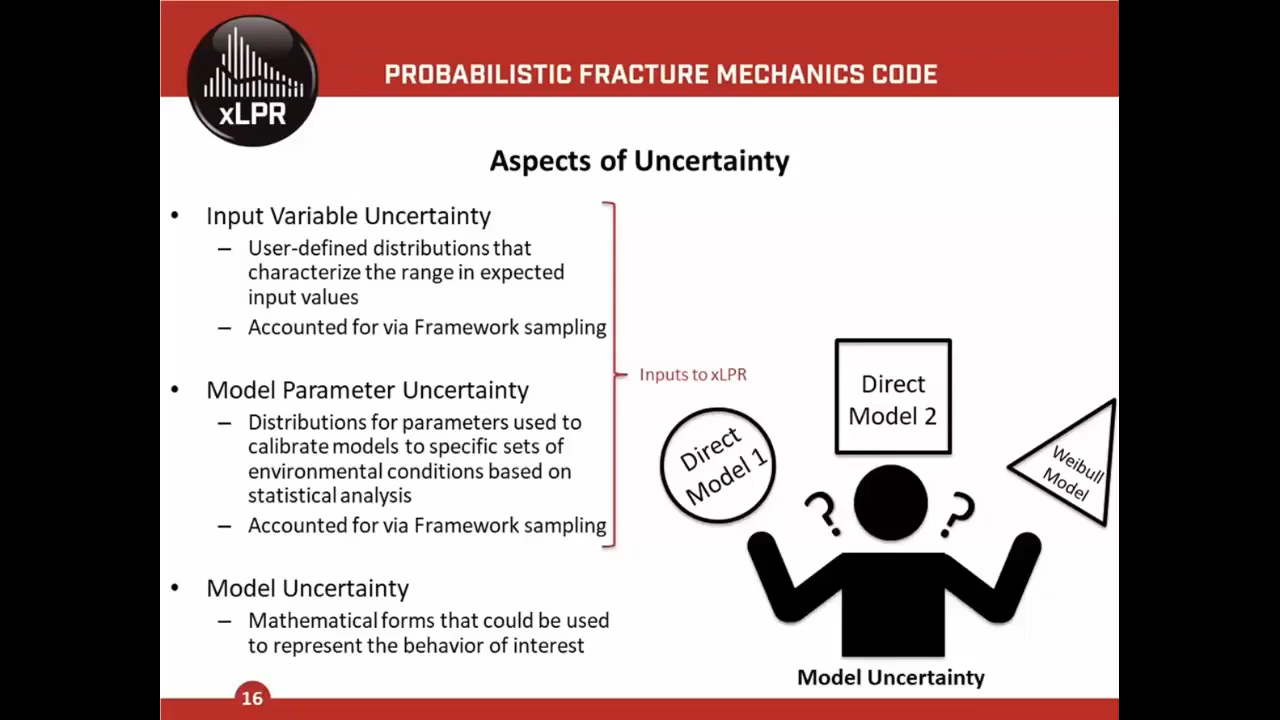 xLPR
PROBABILISTIC FRACTURE MECHANICS CODE
Aspects of Uncertainty
• Input Variable Uncertainty
– User-defined distributions that
characterize the range in expected
input values
– Accounted for via Framework sampling
• Model Parameter Uncertainty
– Distributions for parameters used to
calibrate models to specific sets of
environmental conditions based on
statistical analysis
– Accounted for via Framework sampling
• Model Uncertainty
– Mathematical forms that could be used
to represent the behavior of interest
Inputs to xLPR
Direct
Model 1
Direct
Model 2
Weibull
Model
? ?
Model Uncertainty
16